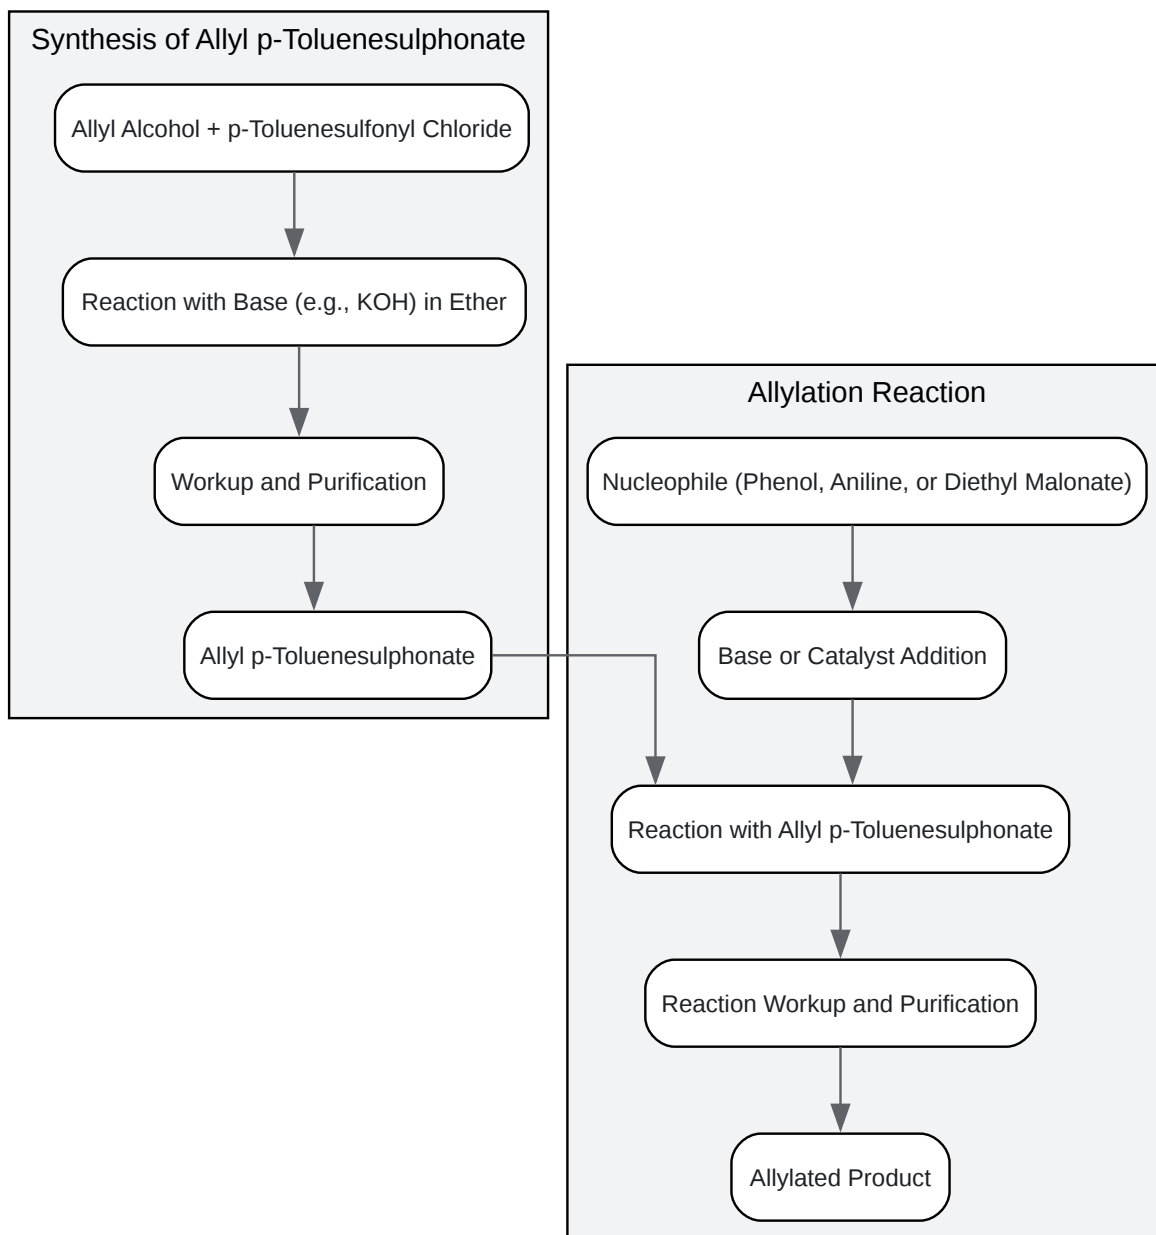 Synthesis of Allyl p-Toluenesulphonate
Allyl Alcohol + p-Toluenesulfonyl Chloride
Reaction with Base (e.g., KOH) in Ether
Workup and Purification
Allyl p-Toluenesulphonate
Allylation Reaction
Nucleophile (Phenol, Aniline, or Diethyl Malonate)
Base or Catalyst Addition
Reaction with Allyl p-Toluenesulphonate
Reaction Workup and Purification
Allylated Product